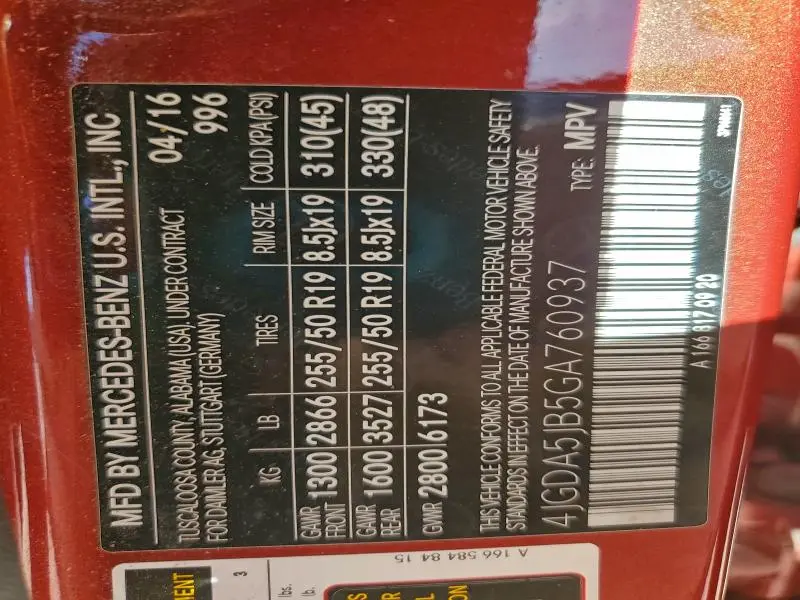 MFD BY MERCEDES-BENZ U.S. INTL., INC
TUSCALOOSA COUNTY, ALABAMA (USA), UNDER CONTRACT 04/16
FOR DAIMLER AG, STUTTGART (GERMANY) 996
KG LB TIRES RIM SIZE COLD KPA(PSI)
GAWR FRONT 1300 2866 255/50 R19 8.5Jx19 310(45)
GAWR REAR 1600 3527 255/50 R19 8.5Jx19 330(48)
GVWR 2800 6173
THIS VEHICLE CONFORMS TO ALL APPLICABLE FEDERAL MOTOR VEHICLE SAFETY
STANDARDS IN EFFECT ON THE DATE OF MANUFACTURE SHOWN ABOVE.
4JGDA5JB5GA760937 TYPE: MPV
A 166 817 09 20
A 166 584 84 15
3
lbs.
lb.